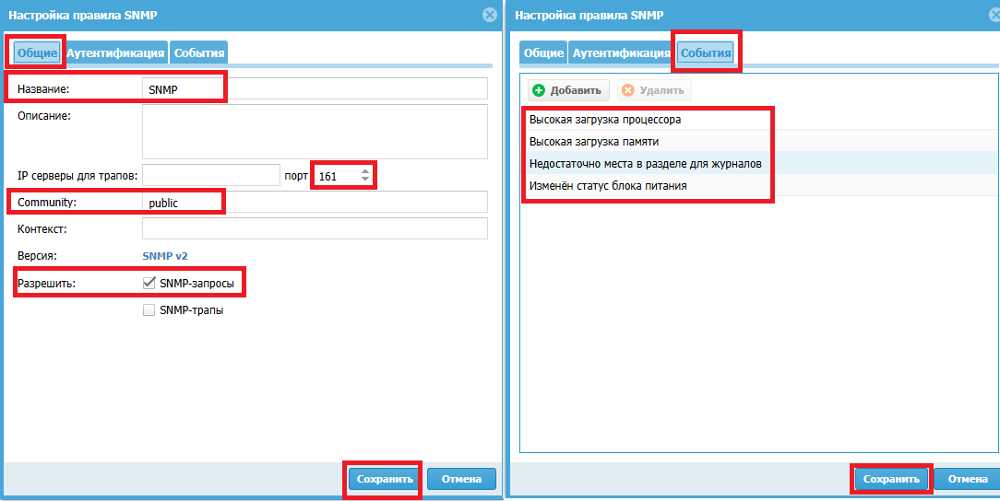 Настройка правила SNMP
Общие Аутентификация События
Название: SNMP
Описание:
IP серверы для трапов: порт 161
Community: public
Контекст:
Версия: SNMP v2
Разрешить: SNMP-запросы
SNMP-трапы
Сохранить Отмена
Настройка правила SNMP
Общие Аутентификация События
Добавить Удалить
Высокая загрузка процессора
Высокая загрузка памяти
Недостаточно места в разделе для журналов
Изменён статус блока питания
Сохранить Отмена